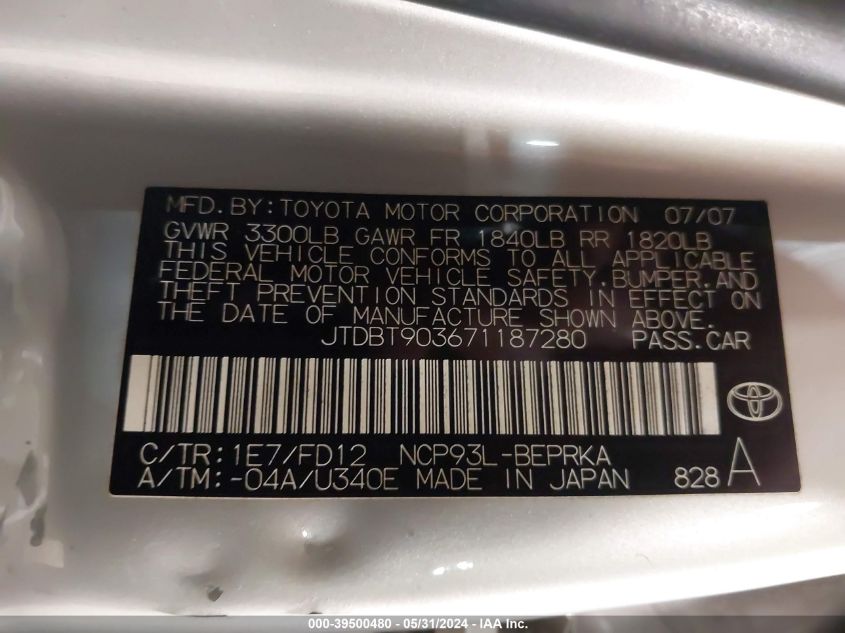 MFD. BY: TOYOTA MOTOR CORPORATION 07/07
GVWR 3300LB GAWR FR 1840LB RR 1820LB
THIS VEHICLE CONFORMS TO ALL APPLICABLE
FEDERAL MOTOR VEHICLE SAFETY. BUMPER. AND
THEFT PREVENTION STANDARDS IN EFFECT ON
THE DATE OF MANUFACTURE SHOWN ABOVE.
JTDBT903671187280 PASS. CAR
C/TR: 1E7/FD12 NCP93L-BEPRKA
A/TM: -04A/U340E MADE IN JAPAN 828 A
000-39500480 - 05/31/2024 - IAA Inc.